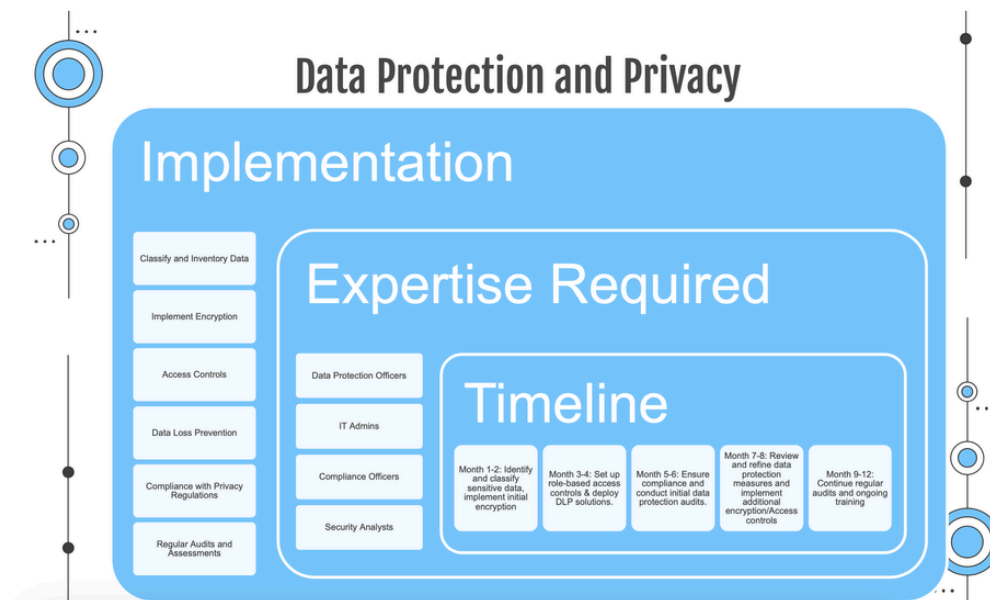 Data Protection and Privacy
Implementation
Classify and Inventory Data
Implement Encryption
Access Controls
Data Loss Prevention
Compliance with Privacy
Regulations
Regular Audits and
Assessments
Expertise Required
Data Protection Officers
IT Admins
Compliance Officers
Security Analysts
Timeline
Month 1-2: Identify
and classify
sensitive data,
implement initial
encryption
Month 3-4: Set up
role-based access
controls & deploy
DLP solutions.
Month 5-6: Ensure
compliance and
conduct initial data
protection audits.
Month 7-8: Review
and refine data
protection
measures and
implement
additional
encryption/Access
controls
Month 9-12:
Continue regular
audits and ongoing
training